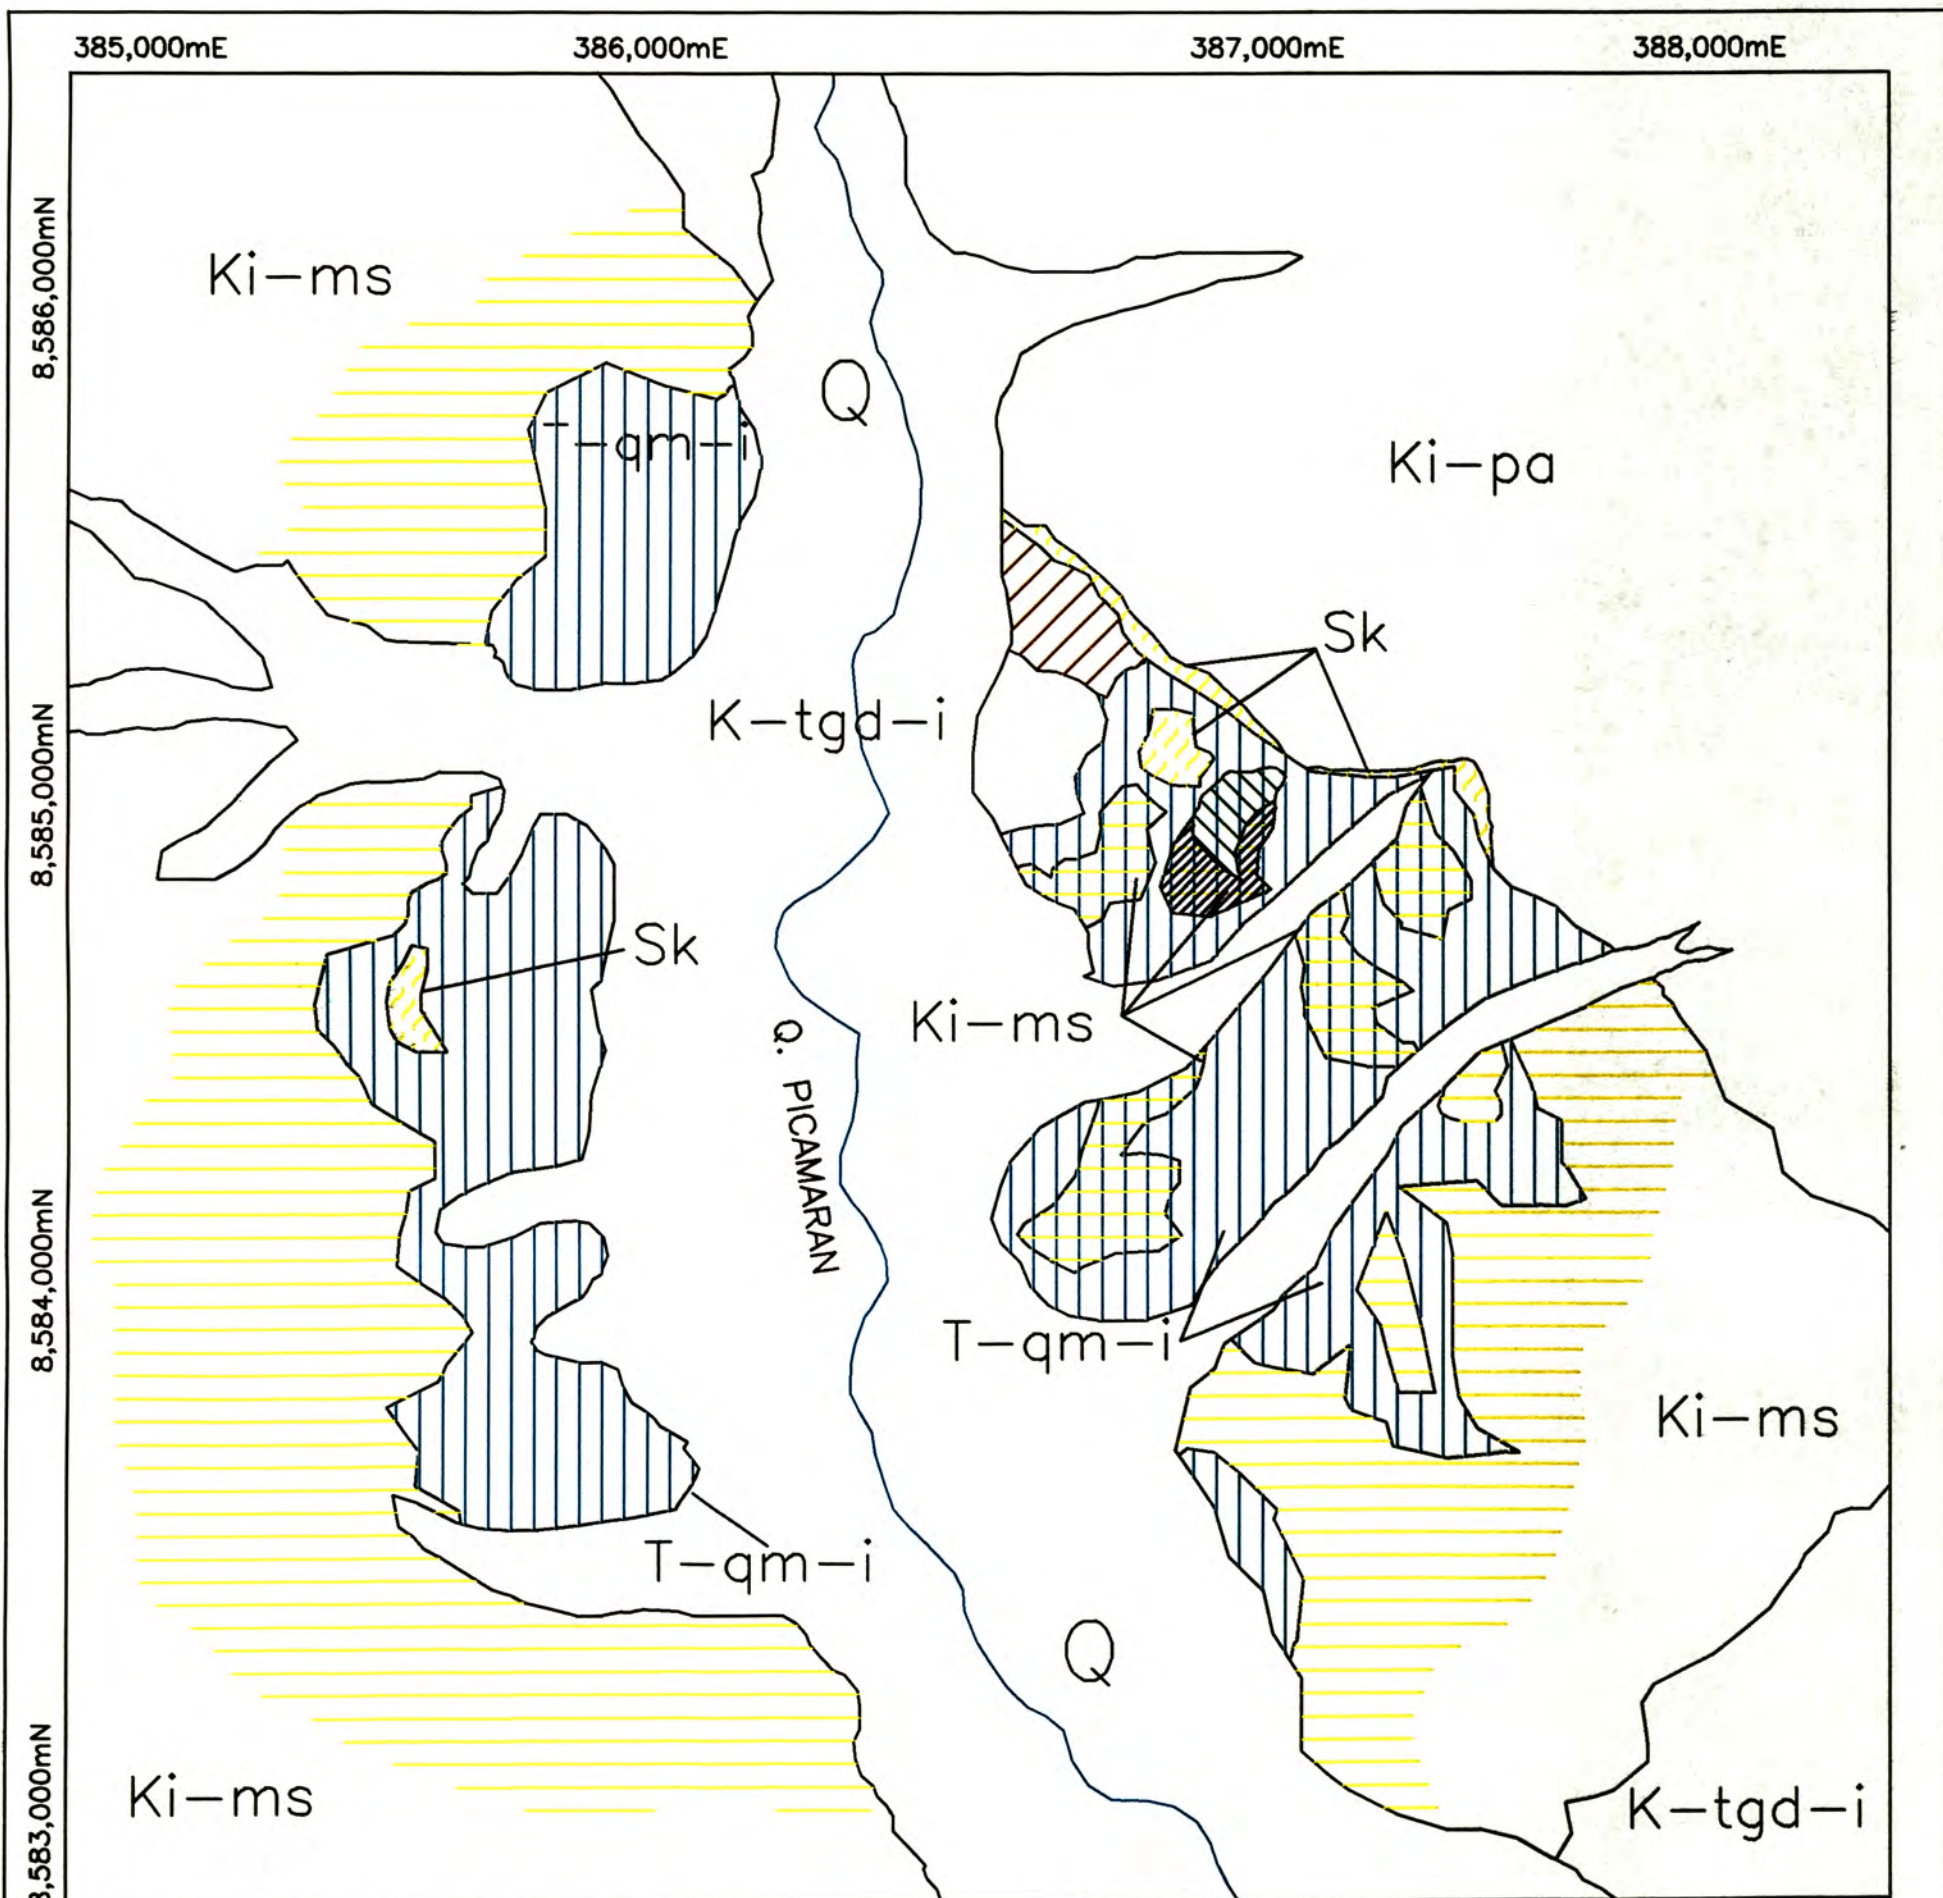 385,000mE
386,000mE
387,000mE
388,000mE
8,586,000mN
Ki-ms
Q
T-qm-i
Ki-pa
Sk
K-tgd-i
8,585,000mN
Sk
Ki-ms
Q. PICAMARAN
8,584,000mN
T-qm-i
Ki-ms
T-qm-i
Q
Ki-ms
K-tgd-i
8,583,000mN